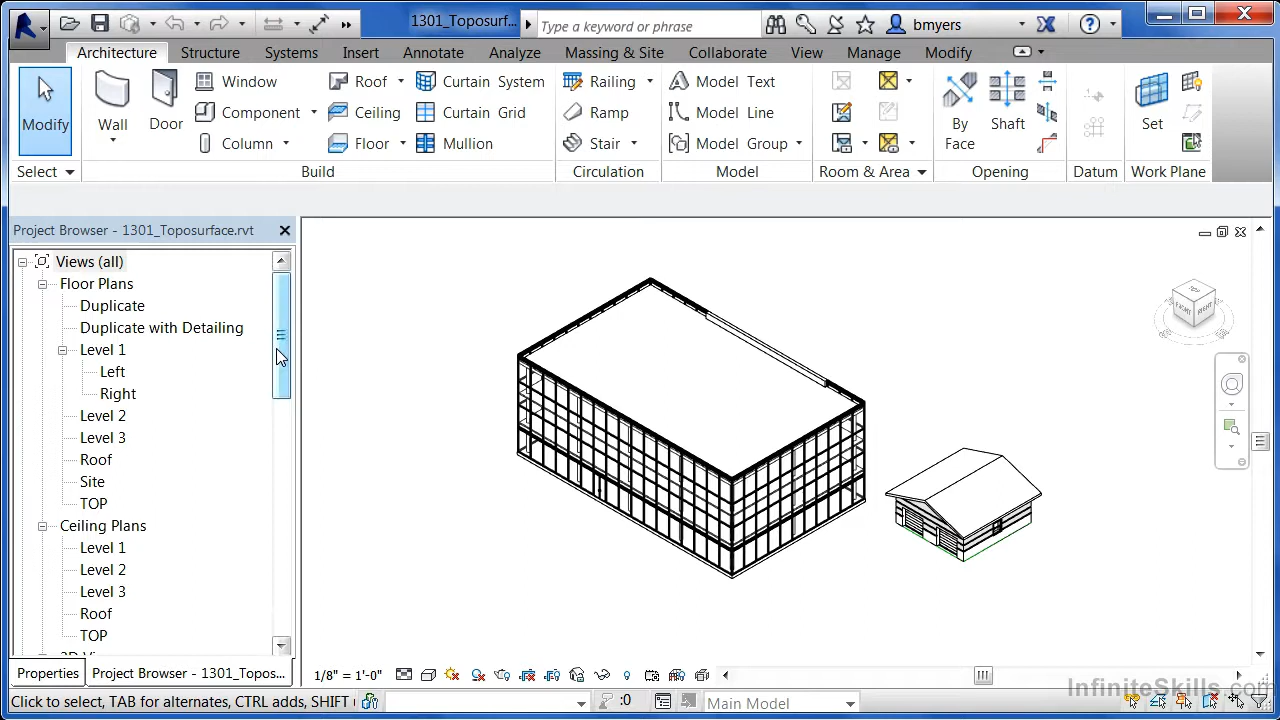 1301_Toposurf...
Type a keyword or phrase
bmyers
Architecture Structure Systems Insert Annotate Analyze Massing & Site Collaborate View Manage Modify
Modify
Wall
Door
Window
Component
Column
Roof
Ceiling
Floor
Curtain System
Curtain Grid
Mullion
Railing
Ramp
Stair
Model Text
Model Line
Model Group
By
Face
Shaft
Set
Select Build Circulation Model Room & Area Opening Datum Work Plane
Project Browser - 1301_Toposurface.rvt
Views (all)
Floor Plans
Duplicate
Duplicate with Detailing
Level 1
Left
Right
Level 2
Level 3
Roof
Site
TOP
Ceiling Plans
Level 1
Level 2
Level 3
Roof
TOP
TOP
FRONT
RIGHT
Properties
Project Browser - 1301_Topos...
1/8" = 1'-0"
InfiniteSkills.com
Click to select, TAB for alternates, CTRL adds, SHIFT u
:0
Main Model